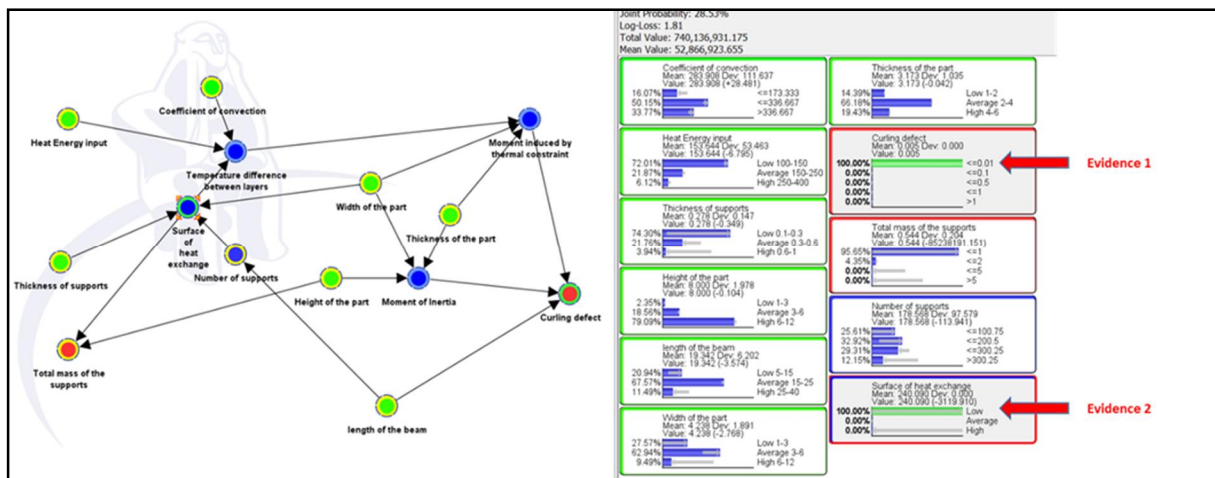 Coefficient of convection
Heat Energy input
Temperature difference
between layers
Moment induced by
thermal constraint
Width of the part
Surface
of
heat
exchange
Thickness of the part
Thickness of supports
Number of supports
Height of the part
Moment of Inertia
Curling defect
Total mass of the
supports
length of the beam
Joint Probability: 28.53%
Log-Loss: 1.81
Total Value: 740,136,931.175
Mean Value: 52,866,923.655
Coefficient of convection
Mean: 283.908 Dev: 111.637
Value: 283.908 (+28.481)
16.07% <=173.333
50.15% <=336.667
33.77% >336.667
Heat Energy input
Mean: 153.644 Dev: 53.463
Value: 153.644 (-6.795)
72.01% Low 100-150
21.87% Average 150-250
6.12% High 250-400
Thickness of supports
Mean: 0.278 Dev: 0.147
Value: 0.278 (-0.349)
74.30% Low 0.1-0.3
21.76% Average 0.3-0.6
3.94% High 0.6-1
Height of the part
Mean: 8.000 Dev: 1.978
Value: 8.000 (-0.104)
2.35% Low 1-3
18.56% Average 3-6
79.09% High 6-12
length of the beam
Mean: 19.342 Dev: 6.202
Value: 19.342 (-3.574)
20.94% Low 5-15
67.57% Average 15-25
11.49% High 25-40
Width of the part
Mean: 4.238 Dev: 1.891
Value: 4.238 (-2.768)
27.57% Low 1-3
62.94% Average 3-6
9.49% High 6-12
Thickness of the part
Mean: 3.173 Dev: 1.035
Value: 3.173 (-0.042)
14.39% Low 1-2
66.18% Average 2-4
19.43% High 4-6
Curling defect
Mean: 0.005 Dev: 0.000
Value: 0.005
100.00% <=0.01
0.00% <=0.1
0.00% <=0.5
0.00% <=1
0.00% >1
Evidence 1
Total mass of the supports
Mean: 0.544 Dev: 0.204
Value: 0.544 (-85238191.151)
95.65% <=1
4.35% <=2
0.00% <=5
0.00% >5
Number of supports
Mean: 178.568 Dev: 97.579
Value: 178.568 (-113.941)
25.61% <=100.75
32.92% <=200.5
29.31% <=300.25
12.15% >300.25
Surface of heat exchange
Mean: 240.090 Dev: 0.000
Value: 240.090 (-3119.910)
100.00% Low
0.00% Average
0.00% High
Evidence 2